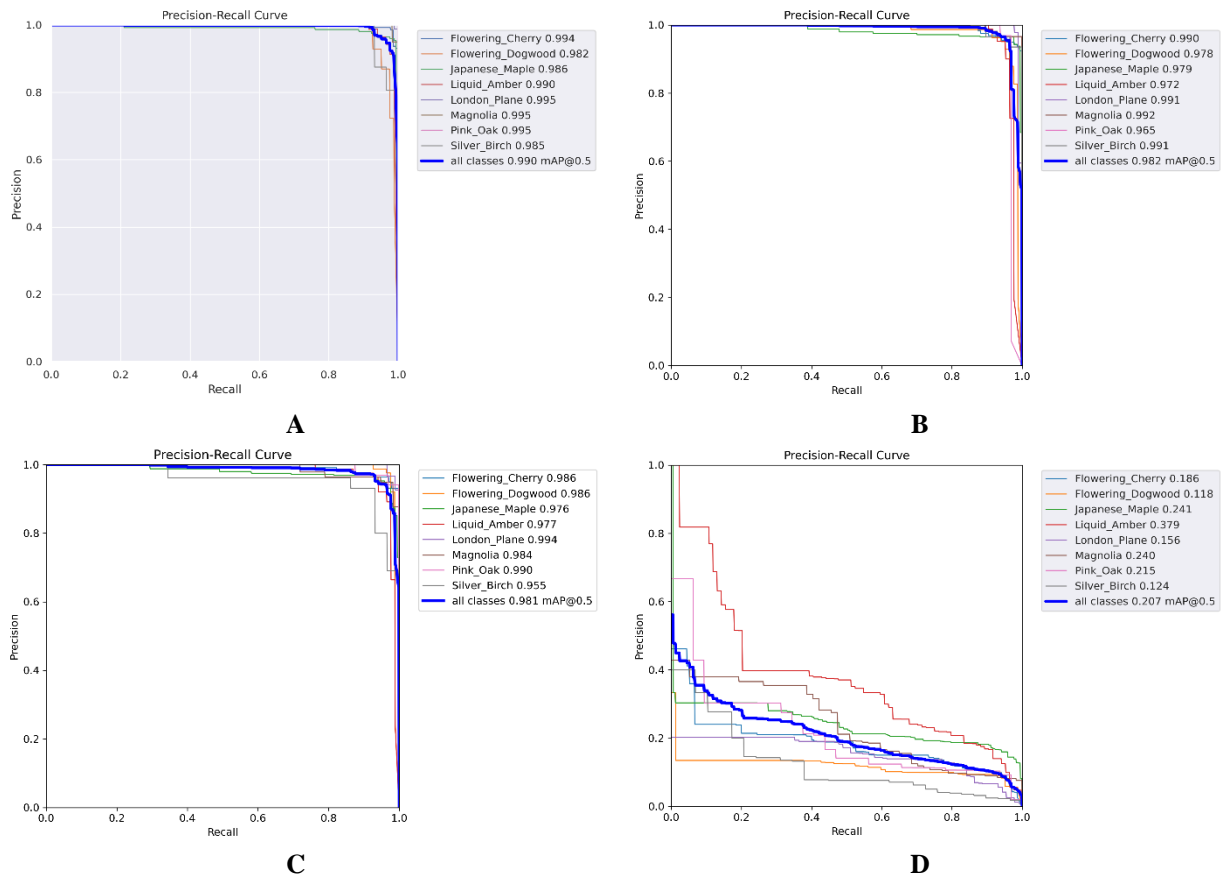 Precision-Recall Curve
1.0
0.8
0.6
0.4
0.2
0.0
Precision
0.0 0.2 0.4 0.6 0.8 1.0
Recall
Flowering_Cherry 0.994
Flowering_Dogwood 0.982
Japanese_Maple 0.986
Liquid_Amber 0.990
London_Plane 0.995
Magnolia 0.995
Pink_Oak 0.995
Silver_Birch 0.985
all classes 0.990 mAP@0.5
A
Precision-Recall Curve
1.0
0.8
0.6
0.4
0.2
0.0
Precision
0.0 0.2 0.4 0.6 0.8 1.0
Recall
Flowering_Cherry 0.990
Flowering_Dogwood 0.978
Japanese_Maple 0.979
Liquid_Amber 0.972
London_Plane 0.991
Magnolia 0.992
Pink_Oak 0.965
Silver_Birch 0.991
all classes 0.982 mAP@0.5
B
Precision-Recall Curve
1.0
0.8
0.6
0.4
0.2
0.0
Precision
0.0 0.2 0.4 0.6 0.8 1.0
Recall
Flowering_Cherry 0.986
Flowering_Dogwood 0.986
Japanese_Maple 0.976
Liquid_Amber 0.977
London_Plane 0.994
Magnolia 0.984
Pink_Oak 0.990
Silver_Birch 0.955
all classes 0.981 mAP@0.5
C
Precision-Recall Curve
1.0
0.8
0.6
0.4
0.2
0.0
Precision
0.0 0.2 0.4 0.6 0.8 1.0
Recall
Flowering_Cherry 0.186
Flowering_Dogwood 0.118
Japanese_Maple 0.241
Liquid_Amber 0.379
London_Plane 0.156
Magnolia 0.240
Pink_Oak 0.215
Silver_Birch 0.124
all classes 0.207 mAP@0.5
D